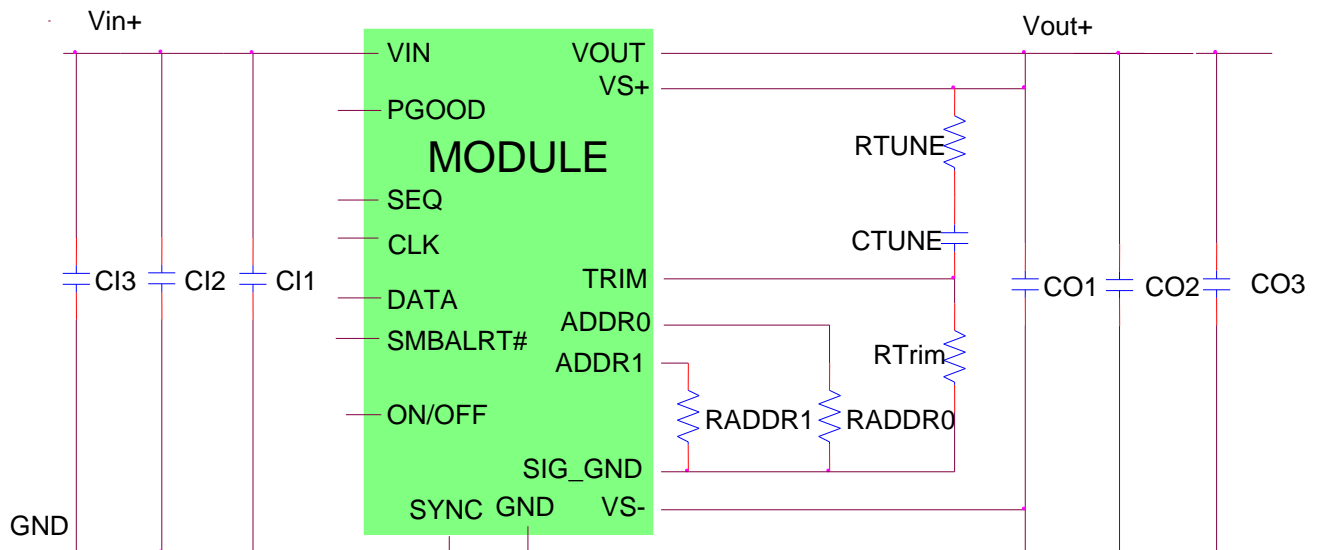 Vin+
Vout+
VIN
VOUT
VS+
PGOOD
MODULE
RTUNE
SEQ
CLK
CTUNE
CI3
CI2
CI1
TRIM
CO1
CO2
CO3
DATA
ADDR0
SMBALRT#
RTrim
ADDR1
ON/OFF
RADDR1
RADDR0
SIG_GND
SYNC
GND
VS-
GND